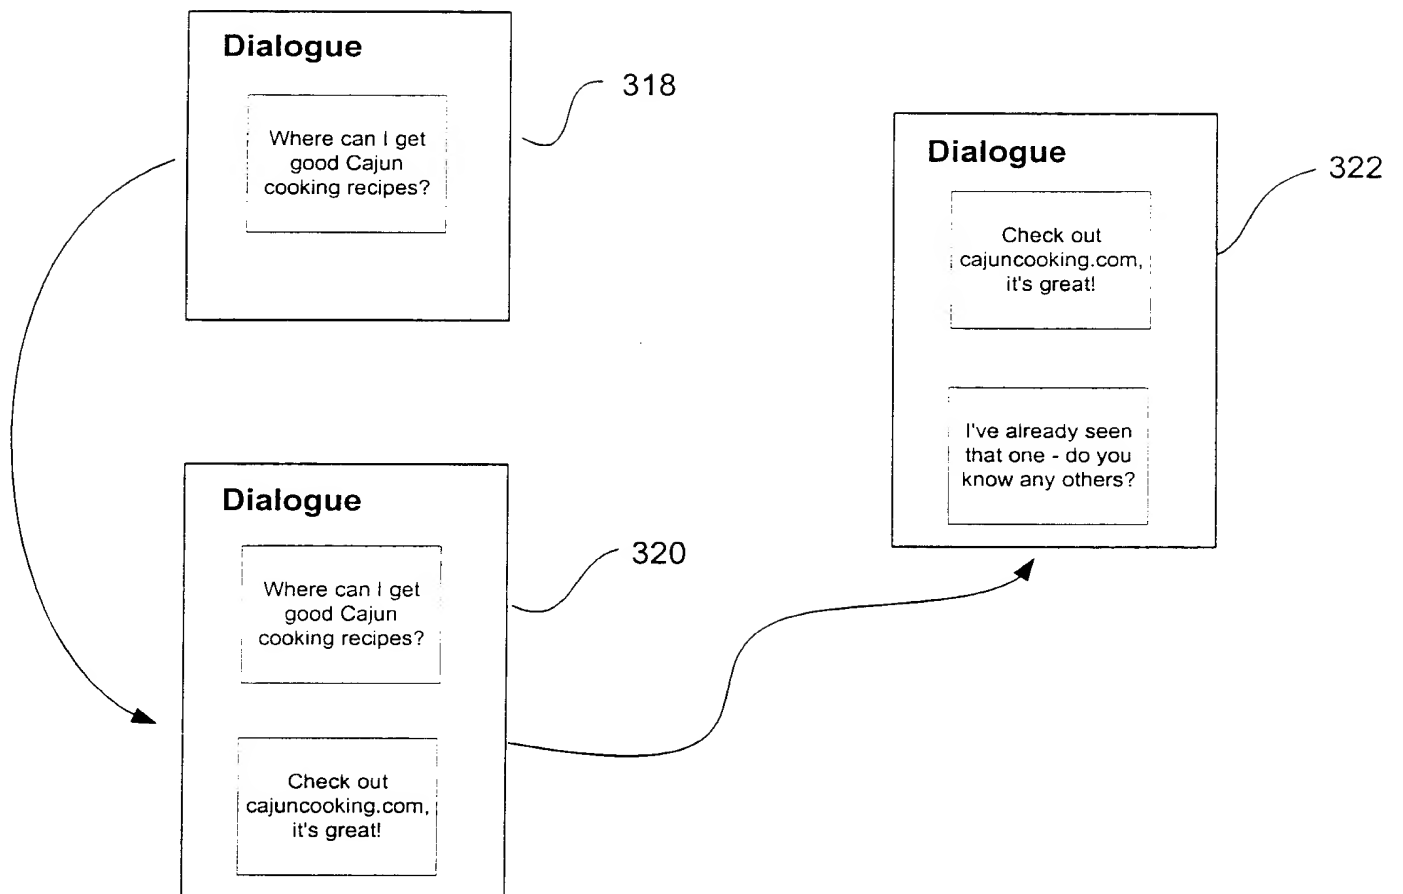 Dialogue
Where can I get
good Cajun
cooking recipes?
318
Dialogue
Where can I get
good Cajun
cooking recipes?
Check out
cajuncooking.com,
it's great!
320
Dialogue
Check out
cajuncooking.com,
it's great!
I've already seen
that one - do you
know any others?
322